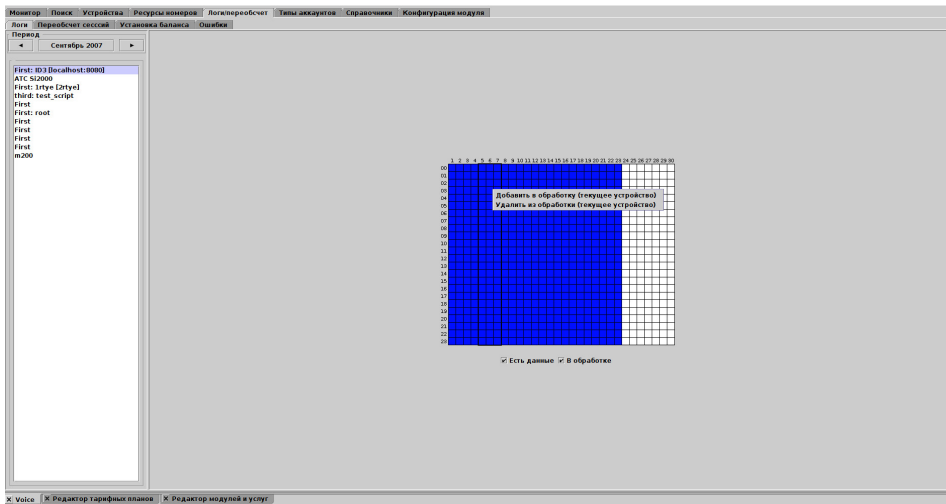 Монитор Поиск Устройства Ресурсы номеров Логи/переобсчет Типы аккаунтов Справочники Конфигурация модуля
Логи Переобсчет сессий Установка баланса Ошибки
Период
◄ Сентябрь 2007 ►
First: ID3 [localhost:8080]
ATC Si2000
First: 1rtye [2rtye]
third: test_script
First
First: root
First
First
First
First
m200
1 2 3 4 5 6 7 8 9 10 11 12 13 14 15 16 17 18 19 20 21 22 23 24 25 26 27 28 29 30
00
01
02
03
04
05
06
07
08
09
10
11
12
13
14
15
16
17
18
19
20
21
22
23
Добавить в обработку (текущее устройство)
Удалить из обработки (текущее устройство)
Есть данные В обработке
Voice Редактор тарифных планов Редактор модулей и услуг